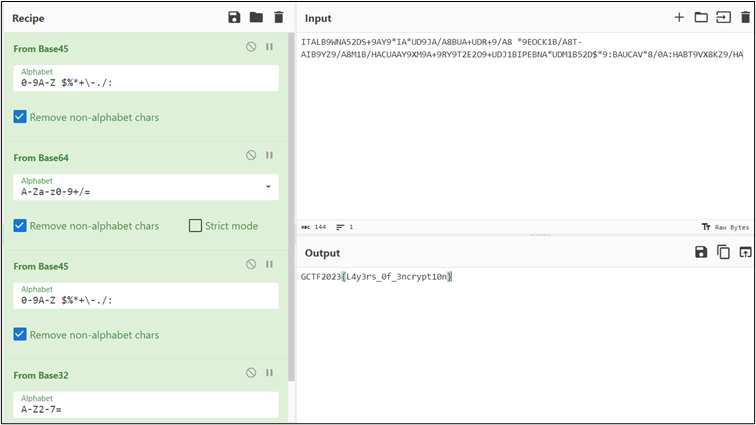 Recipe
From Base45
Alphabet
0-9A-Z $%*+\-./:
Remove non-alphabet chars
From Base64
Alphabet
A-Za-z0-9+/=
Remove non-alphabet chars Strict mode
From Base45
Alphabet
0-9A-Z $%*+\-./:
Remove non-alphabet chars
From Base32
Alphabet
A-Z2-7=
Input
ITALB9WNA52DS+9AY9*IA*UD9JA/A8BUA+UDR+9/A8 *9EOCK1B/A8T-
AIB9YZ9/A8M1B/HACUAAY9XM9A+9RY9T2E2O9+UDJ1BIPEBNA*UDM1B52D$*9:BAUCAV*8/0A:HABT9VX8KZ9/HA
ABC 144 1 Tт Raw Bytes
Output
GCTF2023{L4y3rs_0f_3ncrypt10n}